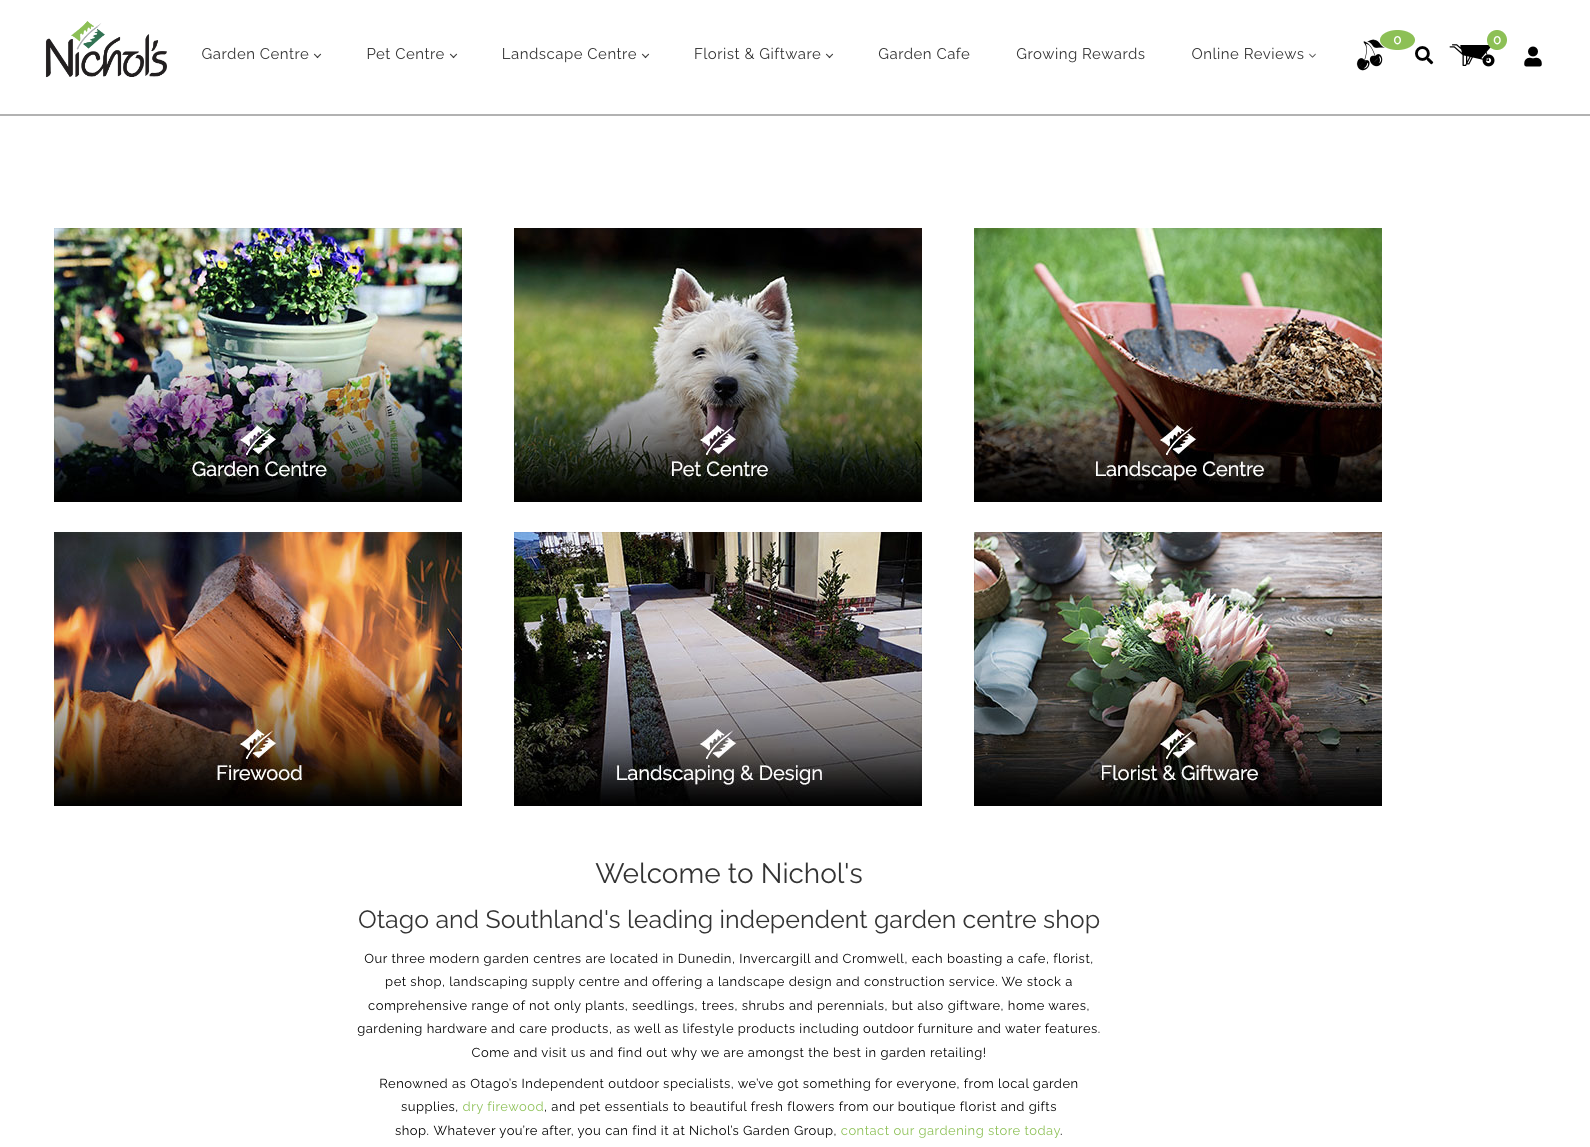 Nichol's
Garden Centre
Pet Centre
Landscape Centre
Florist & Giftware
Garden Cafe
Growing Rewards
Online Reviews
0
0
Garden Centre
Pet Centre
Landscape Centre
Firewood
Landscaping & Design
Florist & Giftware
Welcome to Nichol's
Otago and Southland's leading independent garden centre shop
Our three modern garden centres are located in Dunedin, Invercargill and Cromwell, each boasting a cafe, florist,
pet shop, landscaping supply centre and offering a landscape design and construction service. We stock a
comprehensive range of not only plants, seedlings, trees, shrubs and perennials, but also giftware, home wares,
gardening hardware and care products, as well as lifestyle products including outdoor furniture and water features.
Come and visit us and find out why we are amongst the best in garden retailing!
Renowned as Otago's Independent outdoor specialists, we've got something for everyone, from local garden
supplies, dry firewood, and pet essentials to beautiful fresh flowers from our boutique florist and gifts
shop. Whatever you're after, you can find it at Nichol's Garden Group, contact our gardening store today.